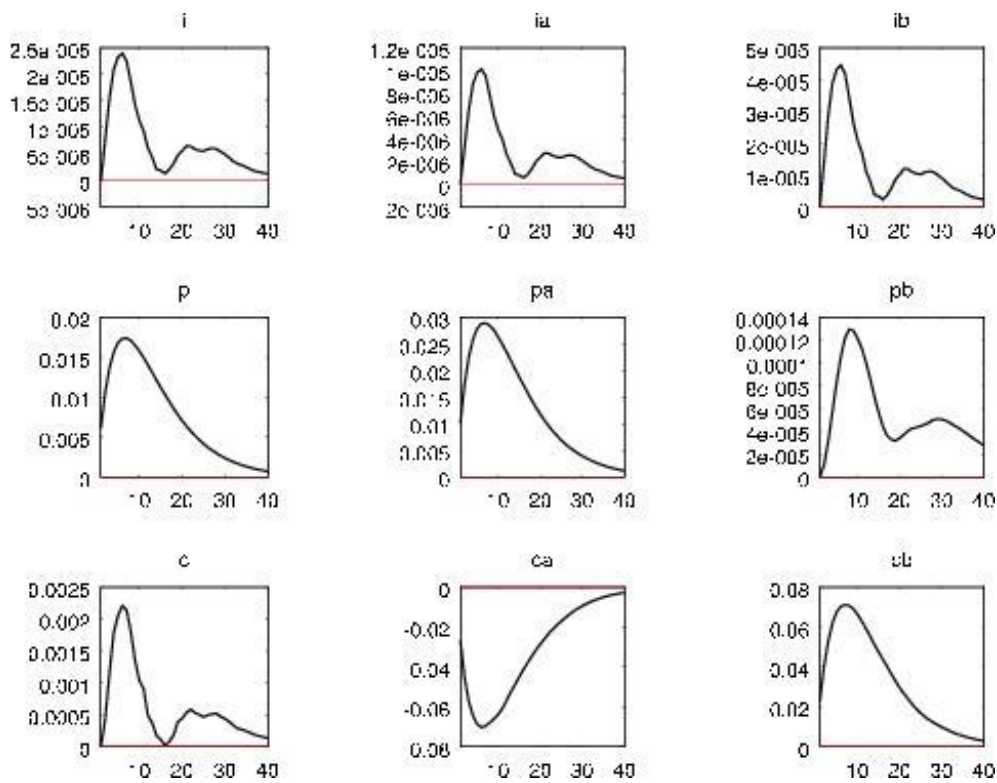 i
2.5e-005
2e-005
1.5e-005
1e-005
5e-006
0
5e-006
10 20 30 40
ia
1.2e-005
1e-005
8e-006
6e-006
4e-006
2e-006
0
2e-006
10 20 30 40
ib
5e-005
4e-005
3e-005
2e-005
1e-005
0
10 20 30 40
p
0.02
0.015
0.01
0.005
0
10 20 30 40
pa
0.03
0.025
0.02
0.015
0.01
0.005
0
10 20 30 40
pb
0.00014
0.00012
0.0001
8e-005
6e-005
4e-005
2e-005
0
10 20 30 40
c
0.0025
0.002
0.0015
0.001
0.0005
0
10 20 30 40
ca
0
-0.02
-0.04
-0.06
0.08
10 20 30 40
cb
0.08
0.06
0.04
0.02
0
10 20 30 40